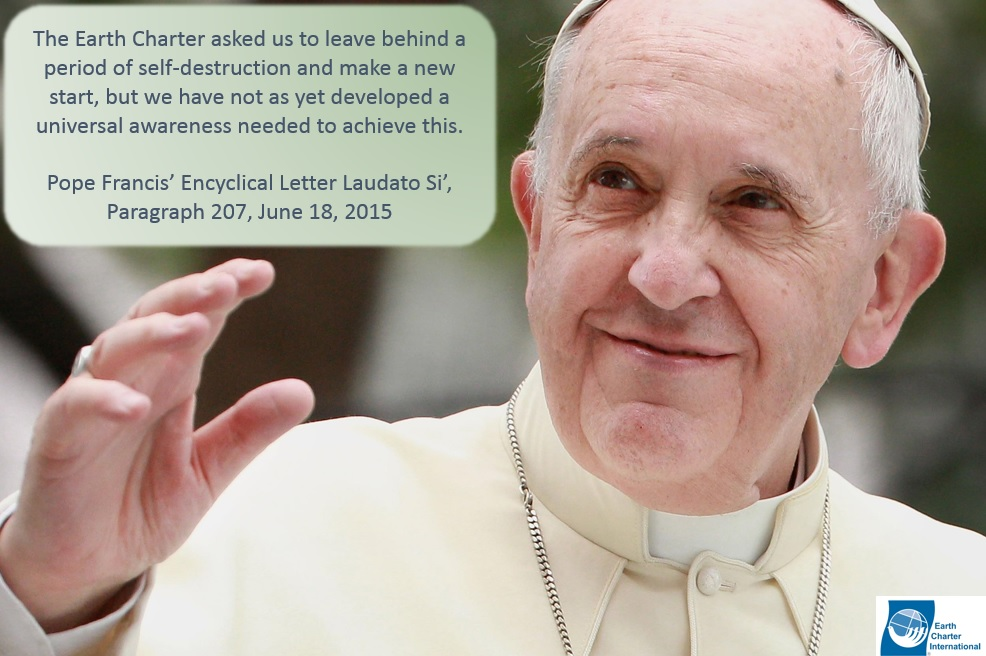 The Earth Charter asked us to leave behind a
period of self-destruction and make a new
start, but we have not as yet developed a
universal awareness needed to achieve this.
Pope Francis’ Encyclical Letter Laudato Si’,
Paragraph 207, June 18, 2015
Earth
Charter
International